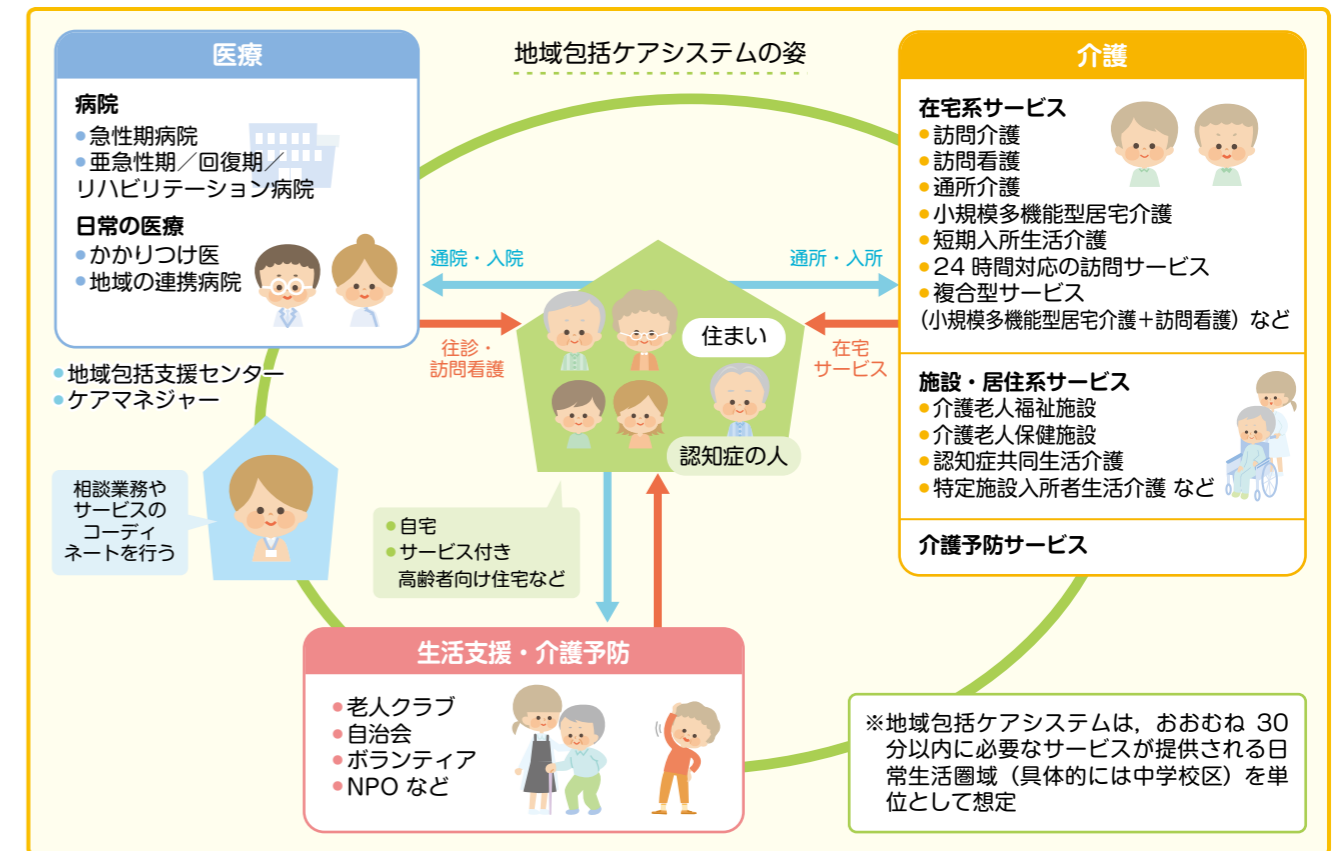 地域包括ケアシステムの姿
医療
病院
●急性期病院
●亜急性期／回復期／
リハビリテーション病院
日常の医療
●かかりつけ医
●地域の連携病院
介護
在宅系サービス
●訪問介護
●訪問看護
●通所介護
●小規模多機能型居宅介護
●短期入所生活介護
●24時間対応の訪問サービス
●複合型サービス
（小規模多機能型居宅介護＋訪問看護）など
施設・居住系サービス
●介護老人福祉施設
●介護老人保健施設
●認知症共同生活介護
●特定施設入所者生活介護 など
介護予防サービス
通院・入院
往診・
訪問看護
通所・入所
在宅
サービス
住まい
認知症の人
●自宅
●サービス付き
高齢者向け住宅など
●地域包括支援センター
●ケアマネジャー
相談業務や
サービスの
コーディ
ネートを行う
生活支援・介護予防
●老人クラブ
●自治会
●ボランティア
●NPO など
※地域包括ケアシステムは，おおむね 30
分以内に必要なサービスが提供される日
常生活圏域（具体的には中学校区）を単
位として想定